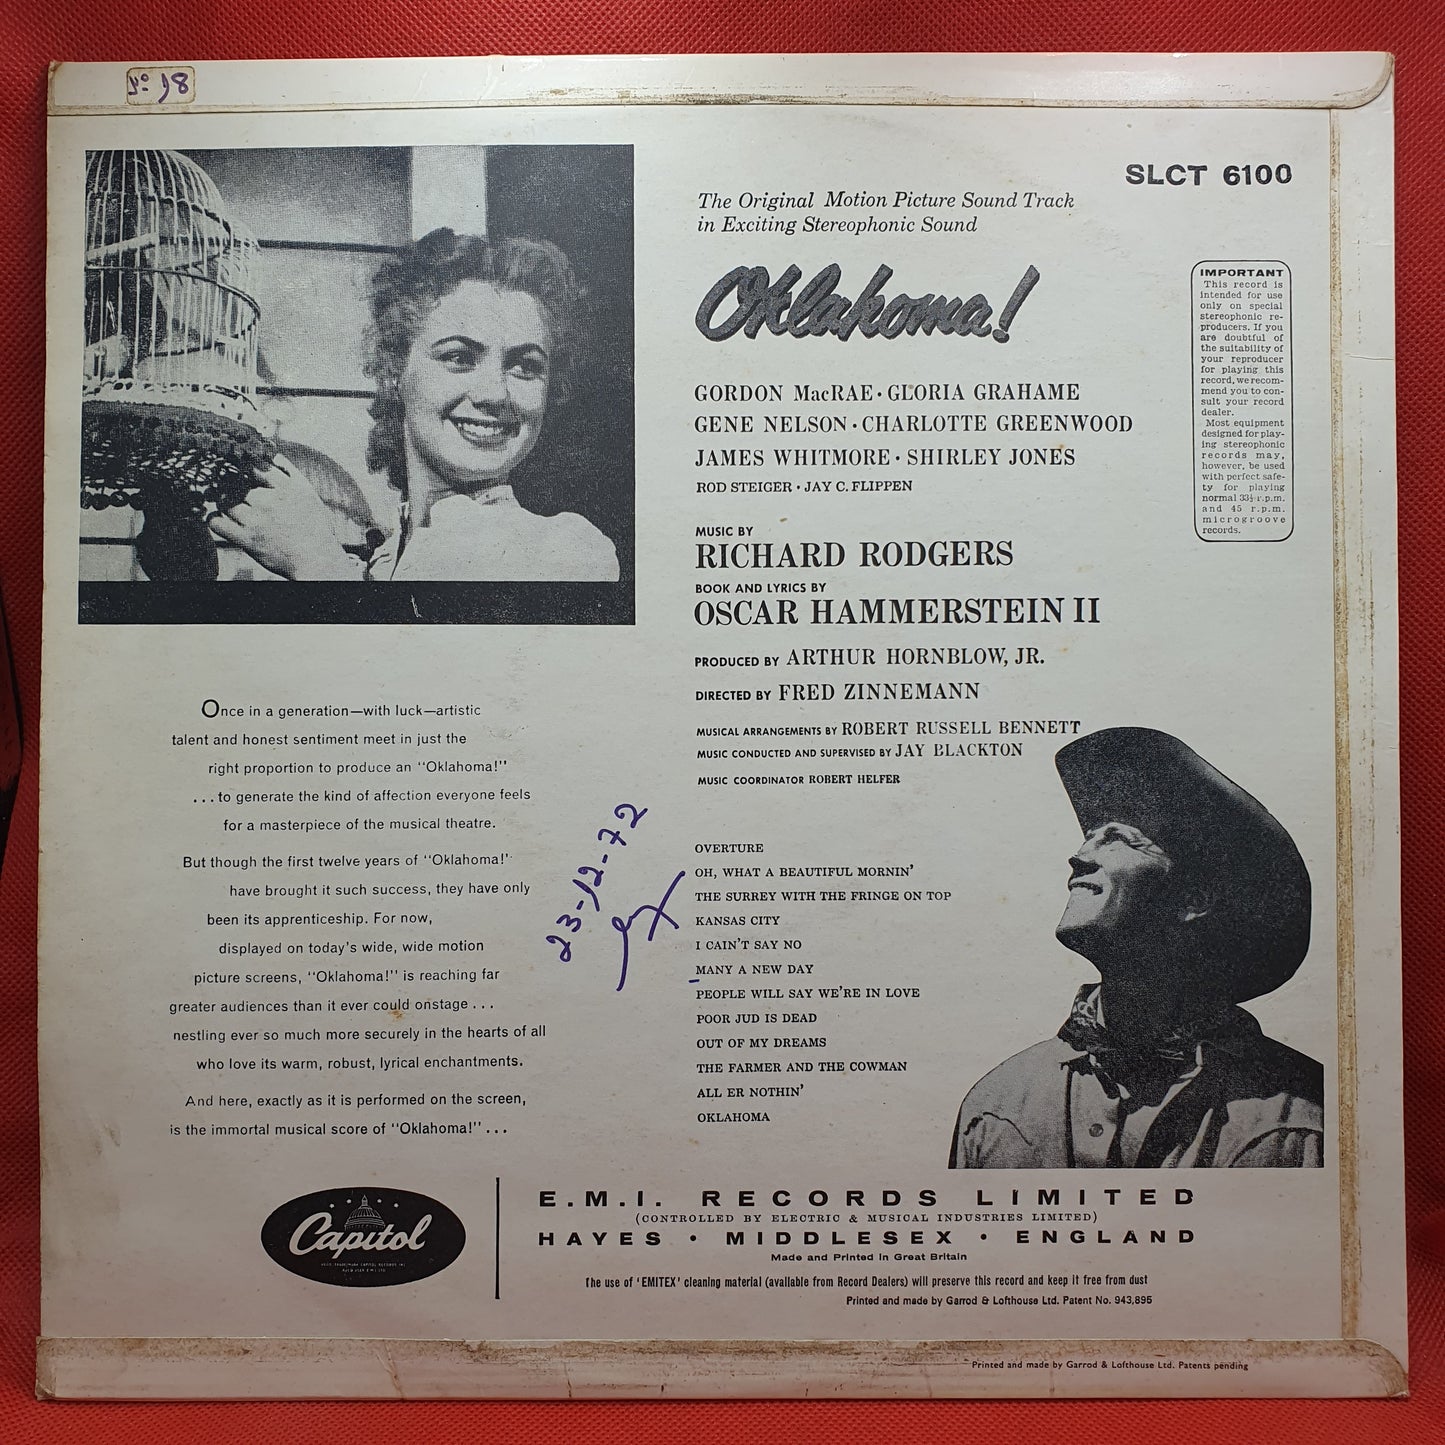 Nº 98
SLCT 6100
The Original Motion Picture Sound Track
in Exciting Stereophonic Sound
Oklahoma!
IMPORTANT
This record is
intended for use
only on special
stereophonic re-
producers. If you
are doubtful of
the suitability of
your reproducer
for playing this
record, we recom-
mend you to con-
sult your record
dealer.
Most equipment
designed for play-
ing stereophonic
records may,
however, be used
with perfect safe-
ty for playing
normal 33⅓ r.p.m.
and 45 r.p.m.
microgroove
records.
GORDON MacRAE · GLORIA GRAHAME
GENE NELSON · CHARLOTTE GREENWOOD
JAMES WHITMORE · SHIRLEY JONES
ROD STEIGER · JAY C. FLIPPEN
MUSIC BY
RICHARD RODGERS
BOOK AND LYRICS BY
OSCAR HAMMERSTEIN II
PRODUCED BY ARTHUR HORNBLOW, JR.
DIRECTED BY FRED ZINNEMANN
MUSICAL ARRANGEMENTS BY ROBERT RUSSELL BENNETT
MUSIC CONDUCTED AND SUPERVISED BY JAY BLACKTON
MUSIC COORDINATOR ROBERT HELFER
Once in a generation—with luck—artistic
talent and honest sentiment meet in just the
right proportion to produce an "Oklahoma!"
...to generate the kind of affection everyone feels
for a masterpiece of the musical theatre.
But though the first twelve years of "Oklahoma!"
have brought it such success, they have only
been its apprenticeship. For now,
displayed on today's wide, wide motion
picture screens, "Oklahoma!" is reaching far
greater audiences than it ever could onstage ...
nestling ever so much more securely in the hearts of all
who love its warm, robust, lyrical enchantments.
And here, exactly as it is performed on the screen,
is the immortal musical score of "Oklahoma!" ...
23-12-72
OVERTURE
OH, WHAT A BEAUTIFUL MORNIN'
THE SURREY WITH THE FRINGE ON TOP
KANSAS CITY
I CAIN'T SAY NO
MANY A NEW DAY
PEOPLE WILL SAY WE'RE IN LOVE
POOR JUD IS DEAD
OUT OF MY DREAMS
THE FARMER AND THE COWMAN
ALL ER NOTHIN'
OKLAHOMA
Capitol
E.M.I. RECORDS LIMITED
(CONTROLLED BY ELECTRIC & MUSICAL INDUSTRIES LIMITED)
HAYES · MIDDLESEX · ENGLAND
Made and Printed in Great Britain
The use of 'EMITEX' cleaning material (available from Record Dealers) will preserve this record and keep it free from dust
Printed and made by Garrod & Lofthouse Ltd. Patent No. 943,895
Printed and made by Garrod & Lofthouse Ltd. Patents pending